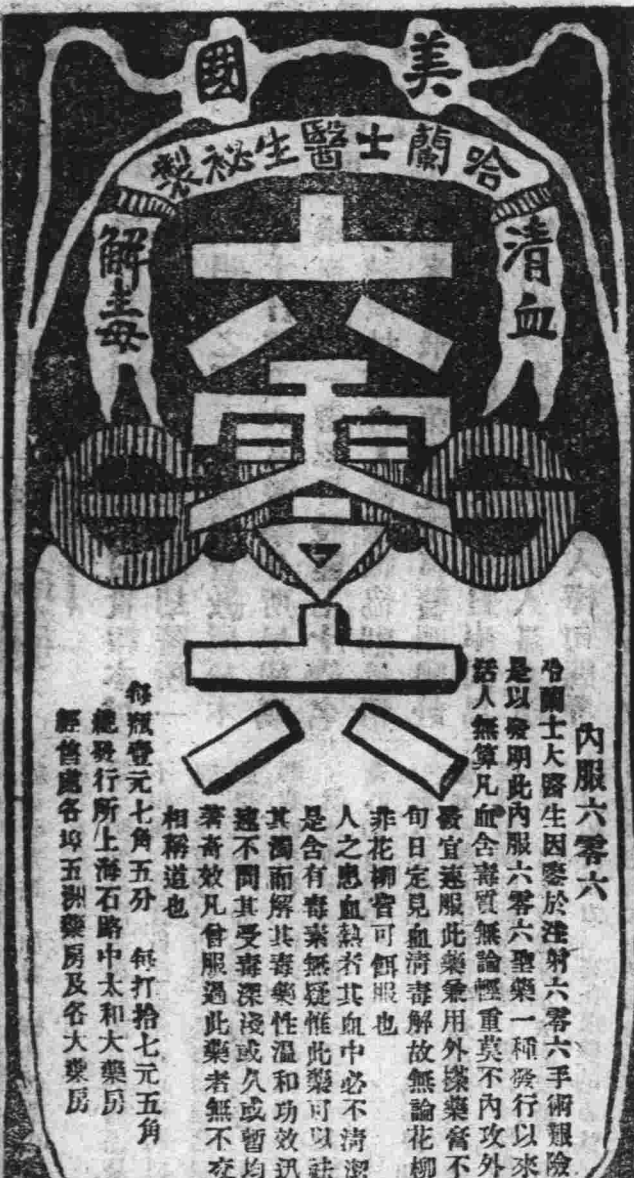 美國
哈蘭士醫生祕製
清血
解毒
六零六
內服六零六
哈蘭士大醫生因鑒於注射六零六手術艱險
是以發明此內服六零六聖藥一種發行以來
活人無算凡血含毒質無論輕重莫不內攻外
發宜速服此藥兼用外搽藥膏不
旬日定見血清毒解故無論花柳
非花柳皆可餌服也
人之患血熱者其血中必不清潔
是含有毒素無疑惟此藥可以祛
其濁而解其毒藥性溫和功效迅
速不問其受毒深淺或久或暫均
著奇效凡曾服過此藥者無不交
相稱道也
每瓶壹元七角五分 每打拾七元五角
總發行所上海石路中太和大藥房
經售處各埠五洲藥房及各大藥房